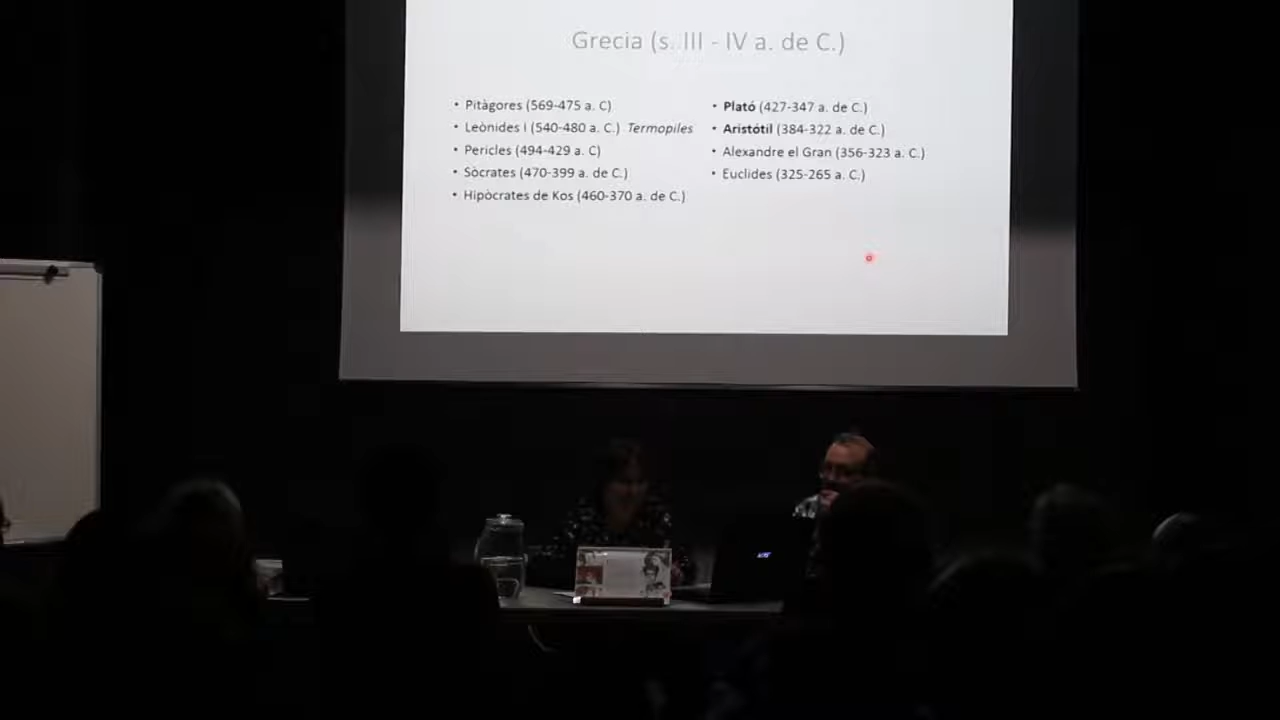 Grecia (s. III - IV a. de C.)
• Pitàgores (569-475 a. C)
• Leònides I (540-480 a. C.) Termopiles
• Pericles (494-429 a. C)
• Sòcrates (470-399 a. de C.)
• Hipòcrates de Kos (460-370 a. de C.)
• Plató (427-347 a. de C.)
• Aristótil (384-322 a. de C.)
• Alexandre el Gran (356-323 a. C.)
• Euclides (325-265 a. C.)